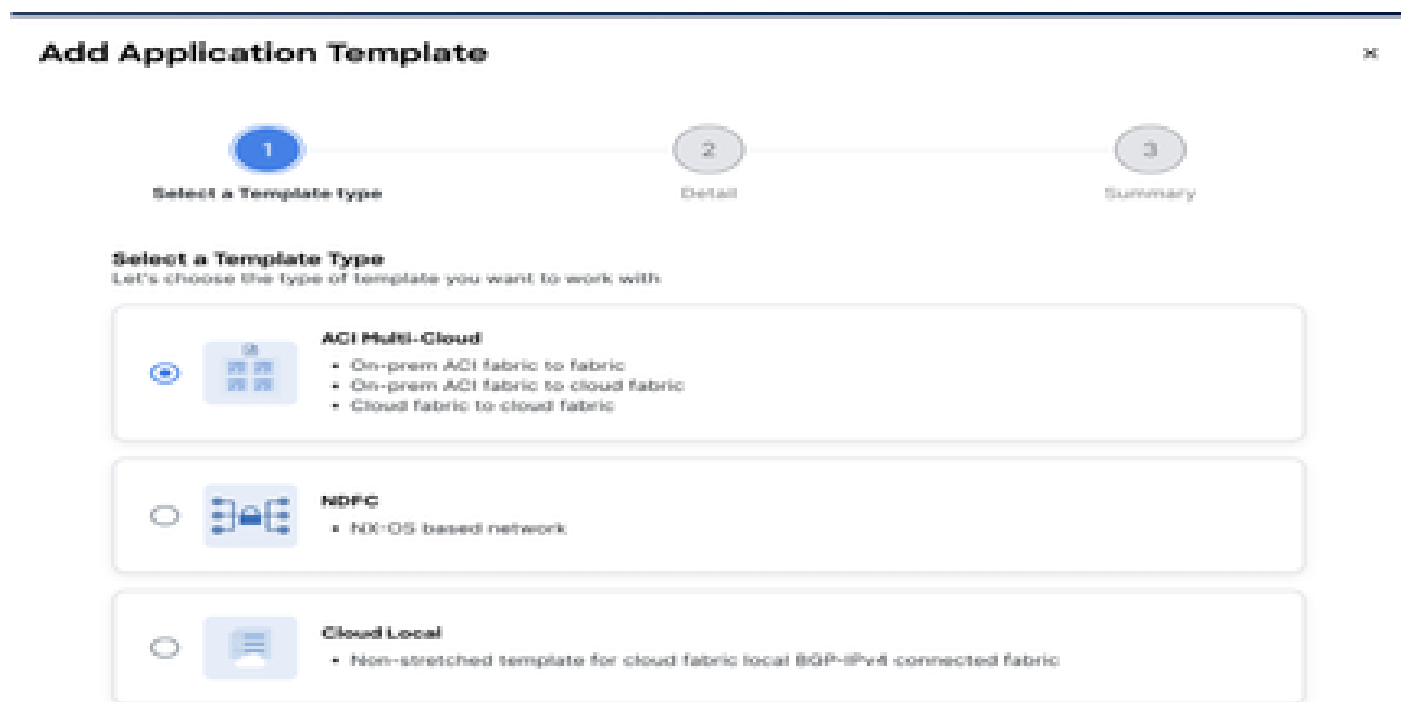 Add Application Template
1
2
3
Select a Template type
Detail
Summary
Select a Template Type
Let's choose the type of template you want to work with
ACI Multi-Cloud
• On-prem ACI fabric to fabric
• On-prem ACI fabric to cloud fabric
• Cloud fabric to cloud fabric
NDFC
• NX-OS based network
Cloud Local
• Non-stretched template for cloud fabric local BGP-IPv4 connected fabric